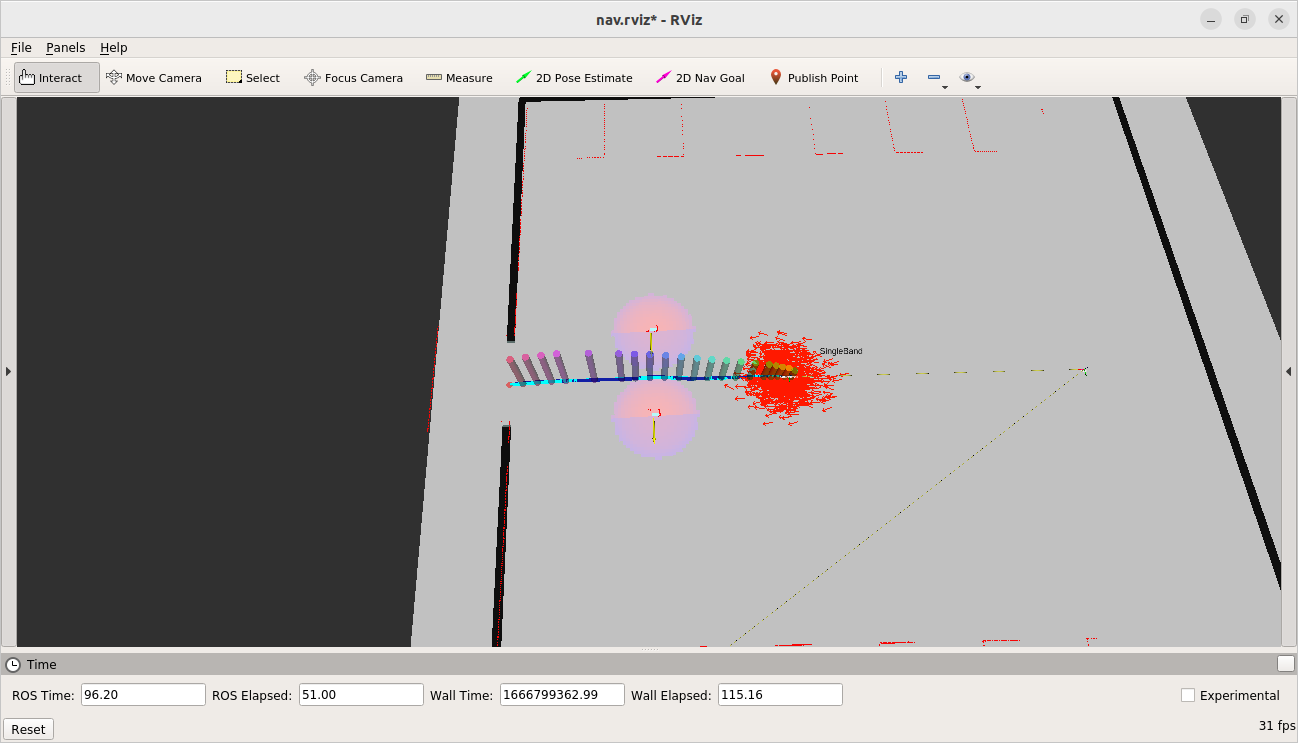 nav.rviz* - RViz
File Panels Help
Interact Move Camera Select Focus Camera Measure 2D Pose Estimate 2D Nav Goal Publish Point
SingleBand
Time
ROS Time: 96.20 ROS Elapsed: 51.00 Wall Time: 1666799362.99 Wall Elapsed: 115.16 Experimental
Reset 31 fps